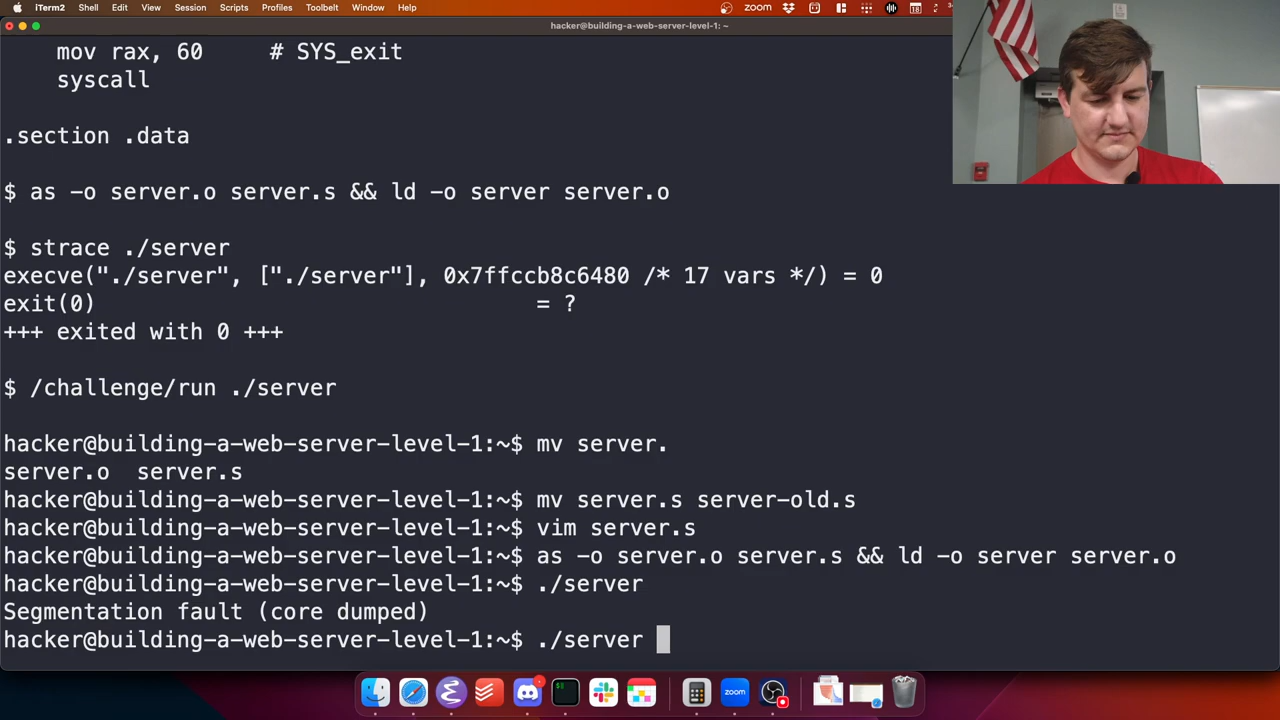 iTerm2 Shell Edit View Session Scripts Profiles Toolbelt Window Help zoom
hacker@building-a-web-server-level-1: ~
mov rax, 60 # SYS_exit
syscall
.section .data
$ as -o server.o server.s && ld -o server server.o
$ strace ./server
execve("./server", ["./server"], 0x7ffccb8c6480 /* 17 vars */) = 0
exit(0) = ?
+++ exited with 0 +++
$ /challenge/run ./server
hacker@building-a-web-server-level-1:~$ mv server.
server.o server.s
hacker@building-a-web-server-level-1:~$ mv server.s server-old.s
hacker@building-a-web-server-level-1:~$ vim server.s
hacker@building-a-web-server-level-1:~$ as -o server.o server.s && ld -o server server.o
hacker@building-a-web-server-level-1:~$ ./server
Segmentation fault (core dumped)
hacker@building-a-web-server-level-1:~$ ./server
zoom